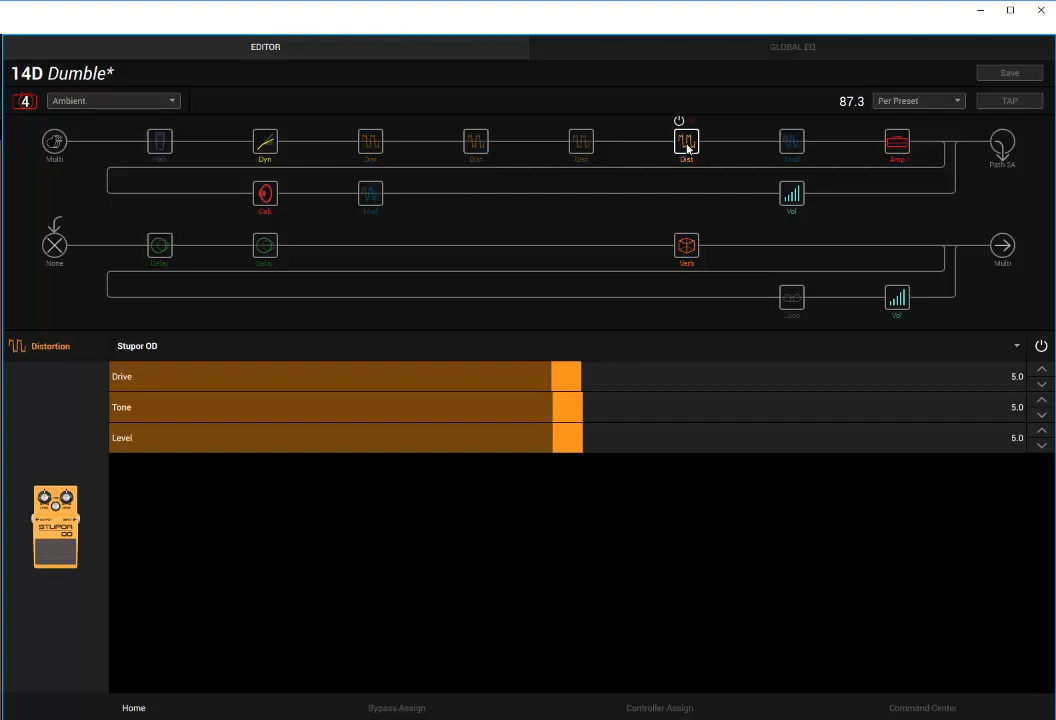 EDITOR
GLOBAL EQ
14D Dumble*
Save
4
Ambient
87.3
Per Preset
TAP
Multi
Wah
Dyn
Dist
Dist
Dist
Dist
Mod
Amp
Path 2A
Cab
Mod
Vol
None
Delay
Delay
Verb
Multi
Loop
Vol
Distortion
Stupor OD
Drive
5.0
Tone
5.0
Level
5.0
STUPOR
OD
Home
Bypass Assign
Controller Assign
Command Center